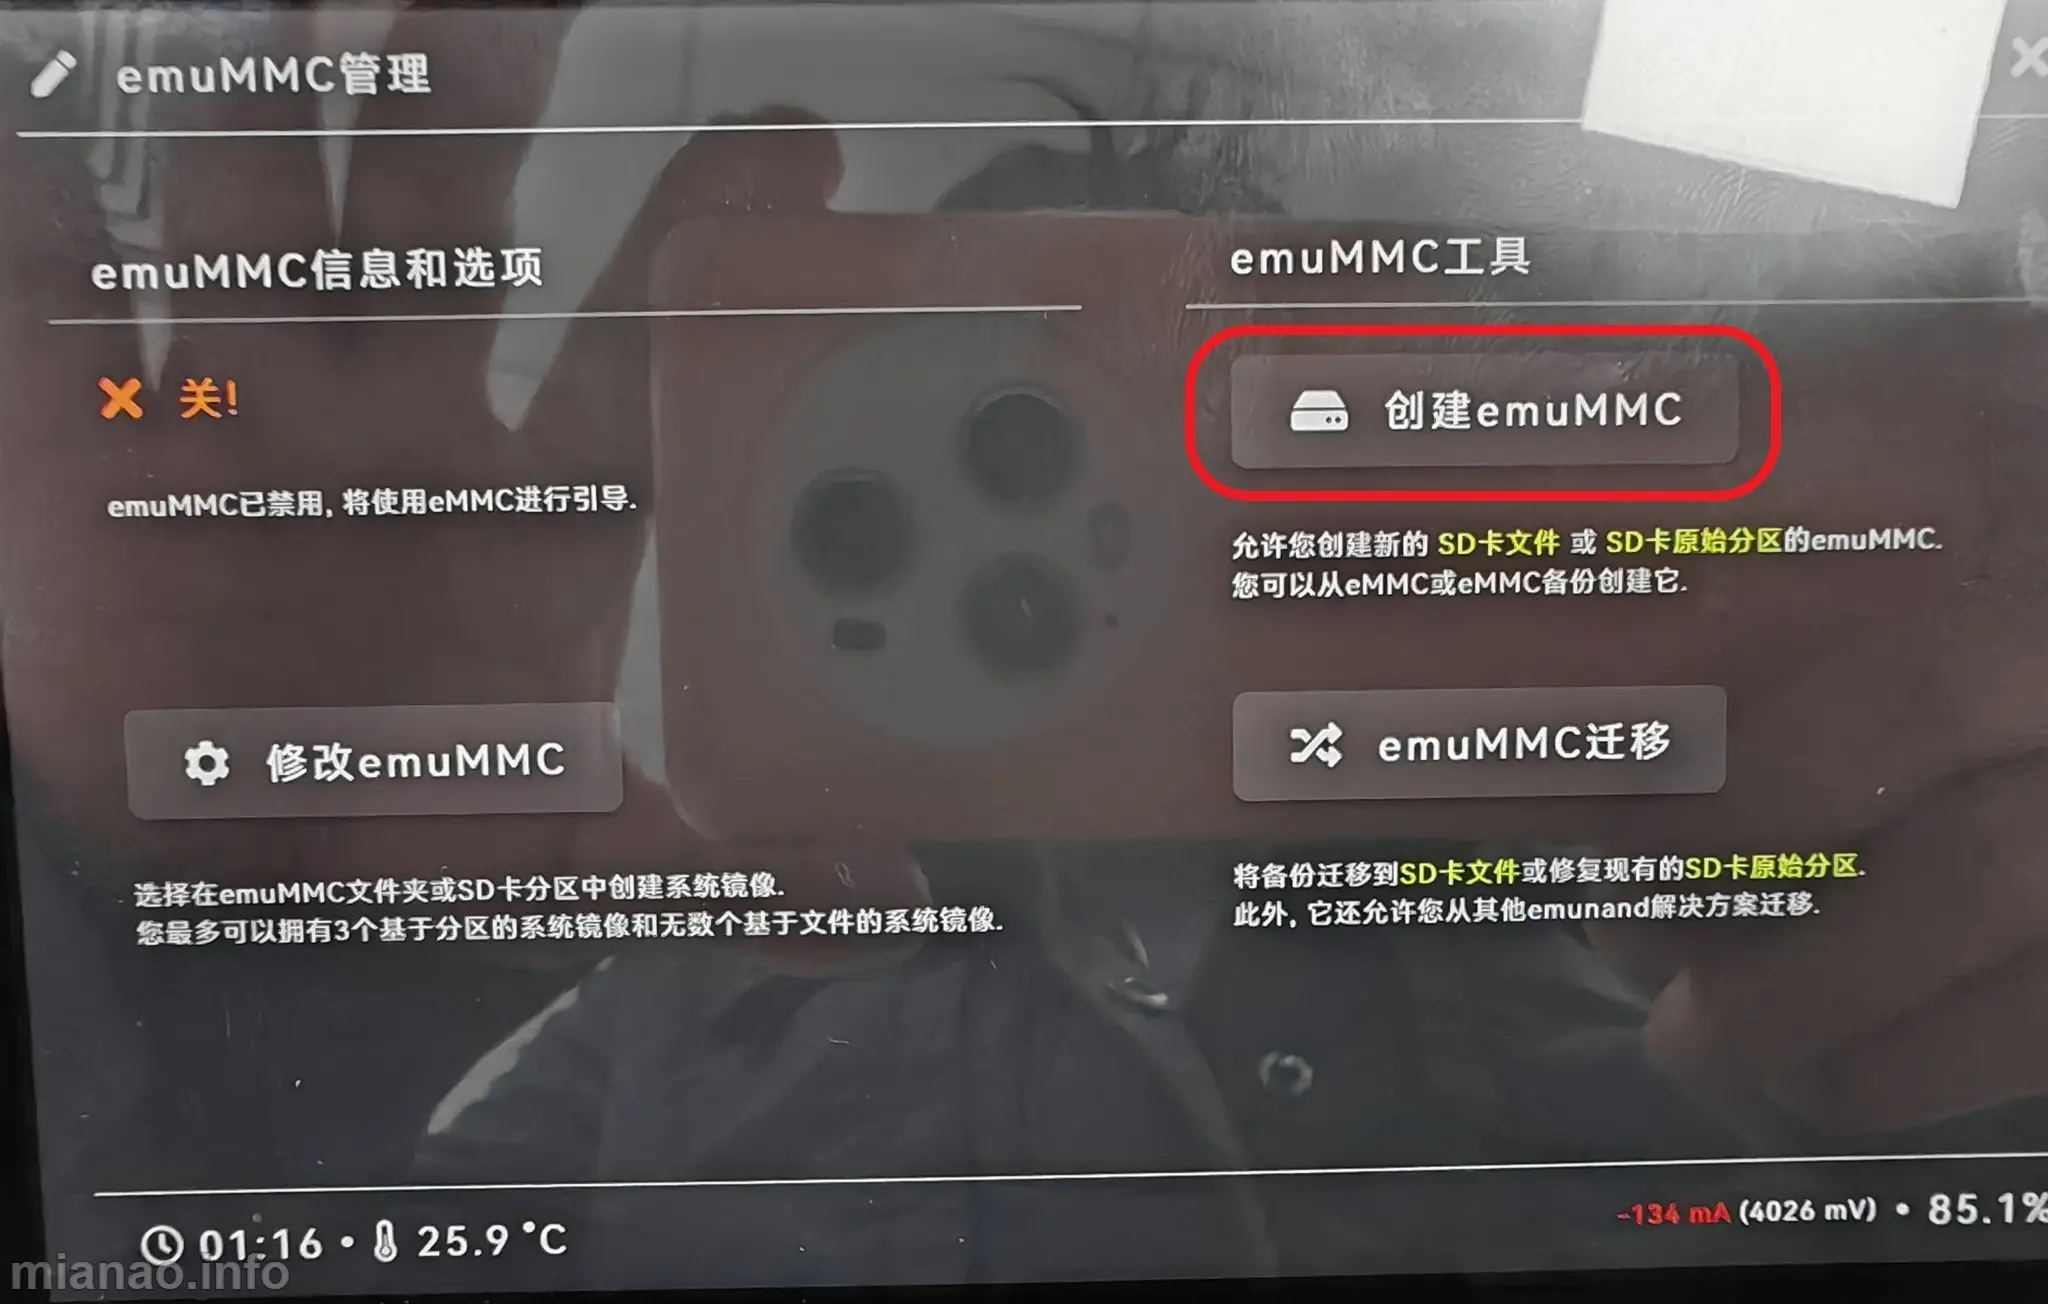 emuMMC管理
emuMMC信息和选项
关!
emuMMC已禁用, 将使用eMMC进行引导.
修改emuMMC
选择在emuMMC文件夹或SD卡分区中创建系统镜像.
您最多可以拥有3个基于分区的系统镜像和无数个基于文件的系统镜像.
emuMMC工具
创建emuMMC
允许您创建新的 SD卡文件 或 SD卡原始分区的emuMMC.
您可以从eMMC或eMMC备份创建它.
emuMMC迁移
将备份迁移到SD卡文件或修复现有的SD卡原始分区.
此外, 它还允许您从其他emunand解决方案迁移.
01:16 • 25.9 °C
-134 mA (4026 mV) • 85.1%
mianao.info